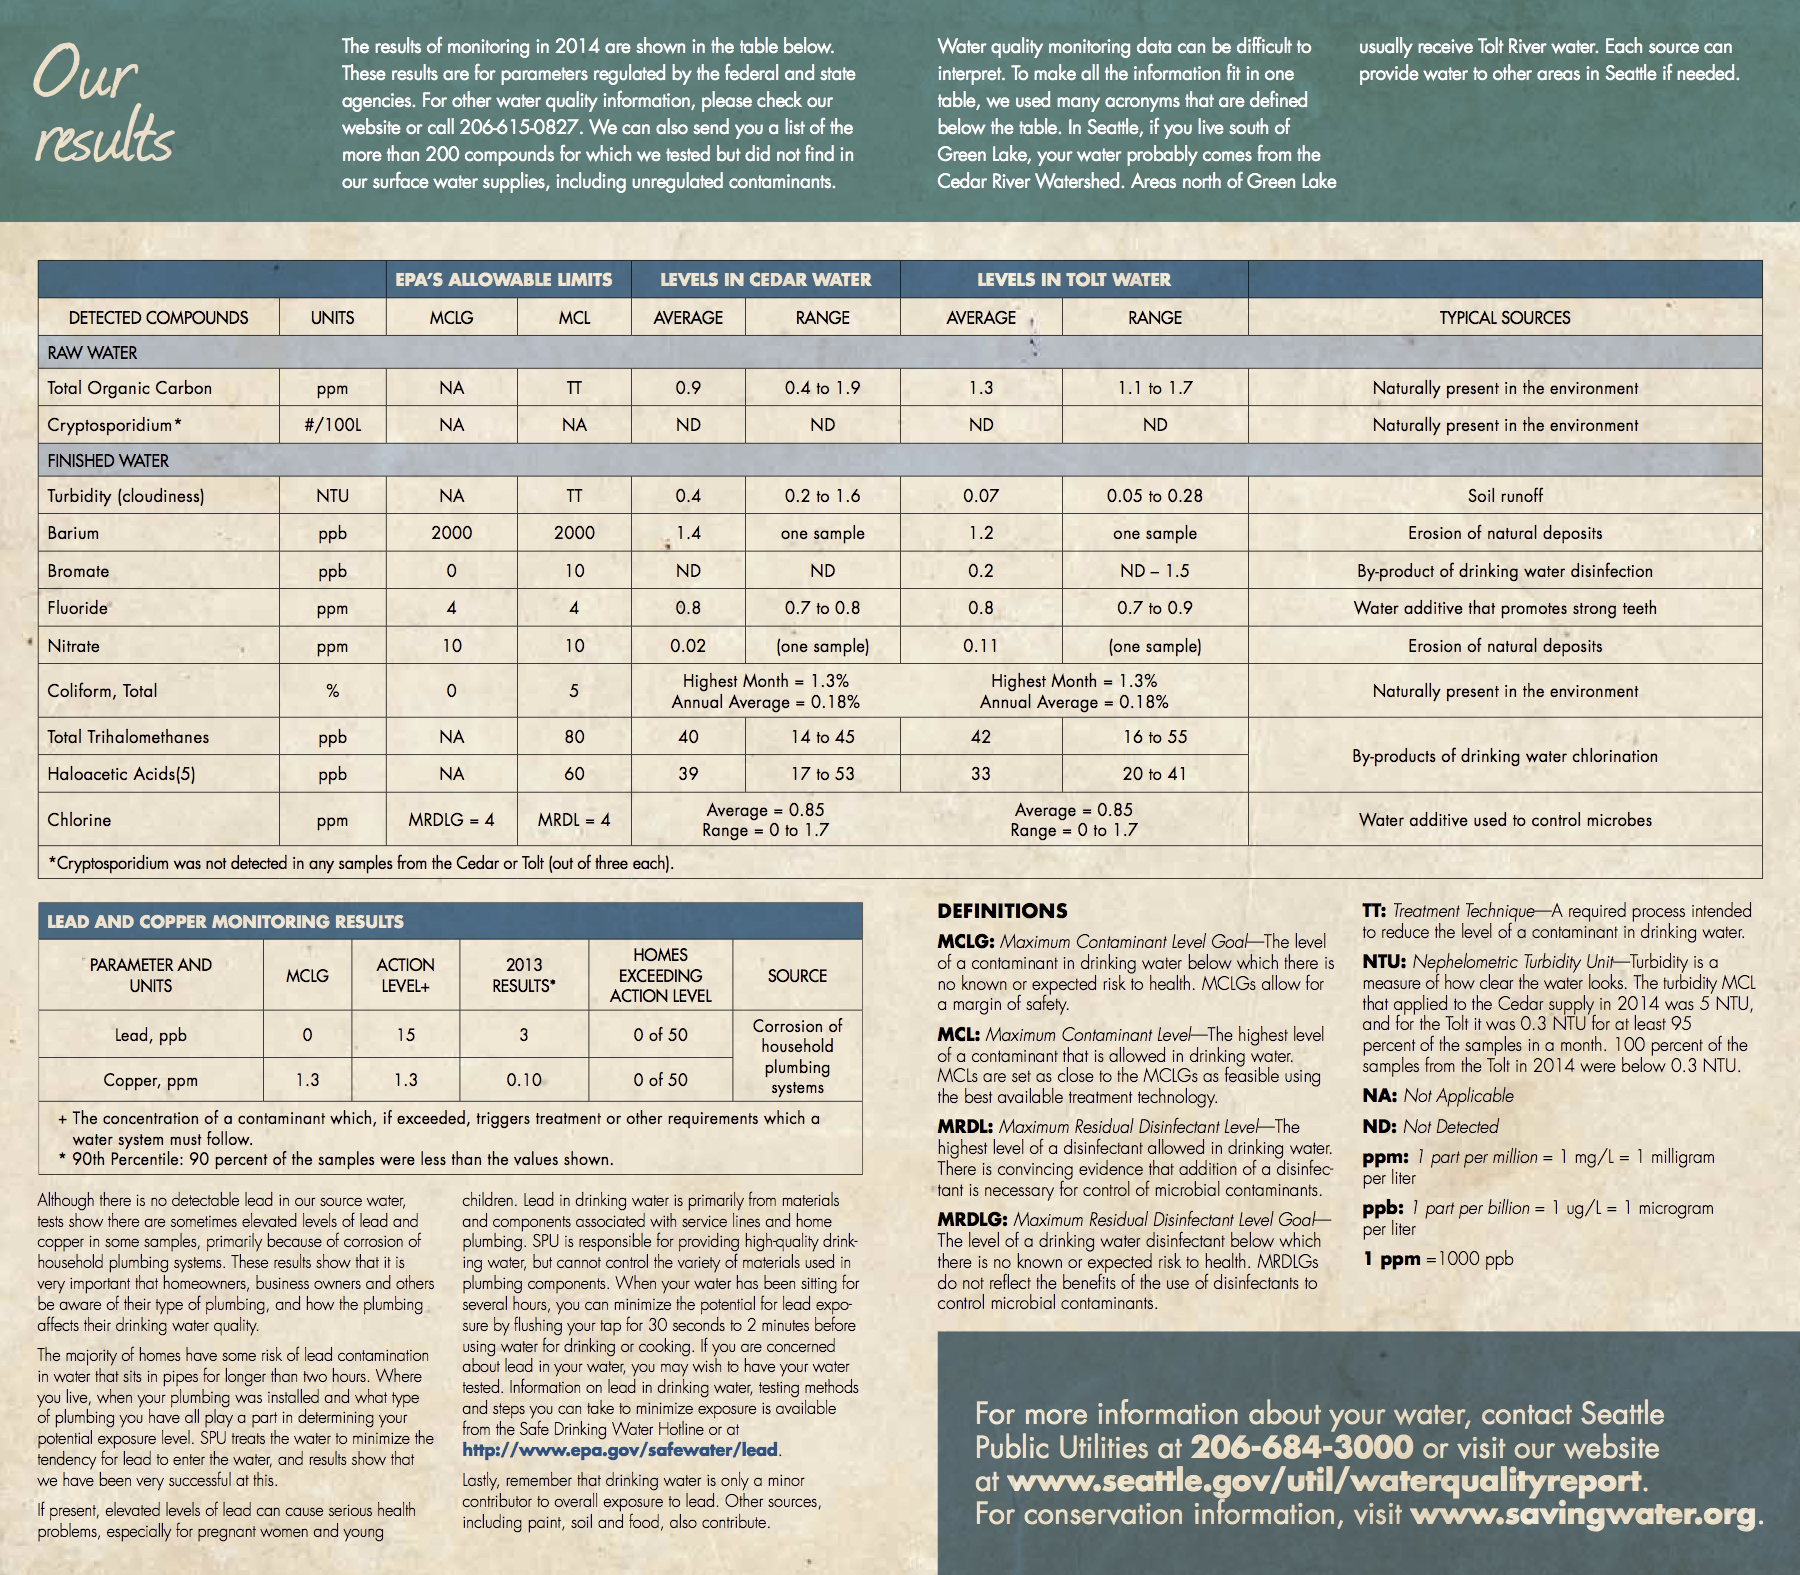 Our
results
The results of monitoring in 2014 are shown in the table below.
These results are for parameters regulated by the federal and state
agencies. For other water quality information, please check our
website or call 206-615-0827. We can also send you a list of the
more than 200 compounds for which we tested but did not find in
our surface water supplies, including unregulated contaminants.
Water quality monitoring data can be difficult to
interpret. To make all the information fit in one
table, we used many acronyms that are defined
below the table. In Seattle, if you live south of
Green Lake, your water probably comes from the
Cedar River Watershed. Areas north of Green Lake
usually receive Tolt River water. Each source can
provide water to other areas in Seattle if needed.
EPA'S ALLOWABLE LIMITS LEVELS IN CEDAR WATER LEVELS IN TOLT WATER
DETECTED COMPOUNDS UNITS MCLG MCL AVERAGE RANGE AVERAGE RANGE TYPICAL SOURCES
RAW WATER
Total Organic Carbon ppm NA TT 0.9 0.4 to 1.9 1.3 1.1 to 1.7 Naturally present in the environment
Cryptosporidium* #/100L NA NA ND ND ND ND Naturally present in the environment
FINISHED WATER
Turbidity (cloudiness) NTU NA TT 0.4 0.2 to 1.6 0.07 0.05 to 0.28 Soil runoff
Barium ppb 2000 2000 1.4 one sample 1.2 one sample Erosion of natural deposits
Bromate ppb 0 10 ND ND 0.2 ND – 1.5 By-product of drinking water disinfection
Fluoride ppm 4 4 0.8 0.7 to 0.8 0.8 0.7 to 0.9 Water additive that promotes strong teeth
Nitrate ppm 10 10 0.02 (one sample) 0.11 (one sample) Erosion of natural deposits
Coliform, Total % 0 5 Highest Month = 1.3% Highest Month = 1.3% Naturally present in the environment
Annual Average = 0.18% Annual Average = 0.18%
Total Trihalomethanes ppb NA 80 40 14 to 45 42 16 to 55 By-products of drinking water chlorination
Haloacetic Acids(5) ppb NA 60 39 17 to 53 33 20 to 41
Chlorine ppm MRDLG = 4 MRDL = 4 Average = 0.85 Average = 0.85 Water additive used to control microbes
Range = 0 to 1.7 Range = 0 to 1.7
*Cryptosporidium was not detected in any samples from the Cedar or Tolt (out of three each).
LEAD AND COPPER MONITORING RESULTS
PARAMETER AND UNITS MCLG ACTION LEVEL+ 2013 RESULTS* HOMES EXCEEDING ACTION LEVEL SOURCE
Lead, ppb 0 15 3 0 of 50 Corrosion of household plumbing systems
Copper, ppm 1.3 1.3 0.10 0 of 50
+ The concentration of a contaminant which, if exceeded, triggers treatment or other requirements which a
water system must follow.
* 90th Percentile: 90 percent of the samples were less than the values shown.
Although there is no detectable lead in our source water,
tests show there are sometimes elevated levels of lead and
copper in some samples, primarily because of corrosion of
household plumbing systems. These results show that it is
very important that homeowners, business owners and others
be aware of their type of plumbing, and how the plumbing
affects their drinking water quality.
The majority of homes have some risk of lead contamination
in water that sits in pipes for longer than two hours. Where
you live, when your plumbing was installed and what type
of plumbing you have all play a part in determining your
potential exposure level. SPU treats the water to minimize the
tendency for lead to enter the water, and results show that
we have been very successful at this.
If present, elevated levels of lead can cause serious health
problems, especially for pregnant women and young
children. Lead in drinking water is primarily from materials
and components associated with service lines and home
plumbing. SPU is responsible for providing high-quality drink-
ing water, but cannot control the variety of materials used in
plumbing components. When your water has been sitting for
several hours, you can minimize the potential for lead expo-
sure by flushing your tap for 30 seconds to 2 minutes before
using water for drinking or cooking. If you are concerned
about lead in your water, you may wish to have your water
tested. Information on lead in drinking water, testing methods
and steps you can take to minimize exposure is available
from the Safe Drinking Water Hotline or at
http://www.epa.gov/safewater/lead.
Lastly, remember that drinking water is only a minor
contributor to overall exposure to lead. Other sources,
including paint, soil and food, also contribute.
DEFINITIONS
MCLG: Maximum Contaminant Level Goal—The level
of a contaminant in drinking water below which there is
no known or expected risk to health. MCLGs allow for
a margin of safety.
MCL: Maximum Contaminant Level—The highest level
of a contaminant that is allowed in drinking water.
MCLs are set as close to the MCLGs as feasible using
the best available treatment technology.
MRDL: Maximum Residual Disinfectant Level—The
highest level of a disinfectant allowed in drinking water.
There is convincing evidence that addition of a disinfec-
tant is necessary for control of microbial contaminants.
MRDLG: Maximum Residual Disinfectant Level Goal—
The level of a drinking water disinfectant below which
there is no known or expected risk to health. MRDLGs
do not reflect the benefits of the use of disinfectants to
control microbial contaminants.
TT: Treatment Technique—A required process intended
to reduce the level of a contaminant in drinking water.
NTU: Nephelometric Turbidity Unit—Turbidity is a
measure of how clear the water looks. The turbidity MCL
that applied to the Cedar supply in 2014 was 5 NTU,
and for the Tolt it was 0.3 NTU for at least 95
percent of the samples in a month. 100 percent of the
samples from the Tolt in 2014 were below 0.3 NTU.
NA: Not Applicable
ND: Not Detected
ppm: 1 part per million = 1 mg/L = 1 milligram
per liter
ppb: 1 part per billion = 1 ug/L = 1 microgram
per liter
1 ppm =1000 ppb
For more information about your water, contact Seattle
Public Utilities at 206-684-3000 or visit our website
at www.seattle.gov/util/waterqualityreport.
For conservation information, visit www.savingwater.org.